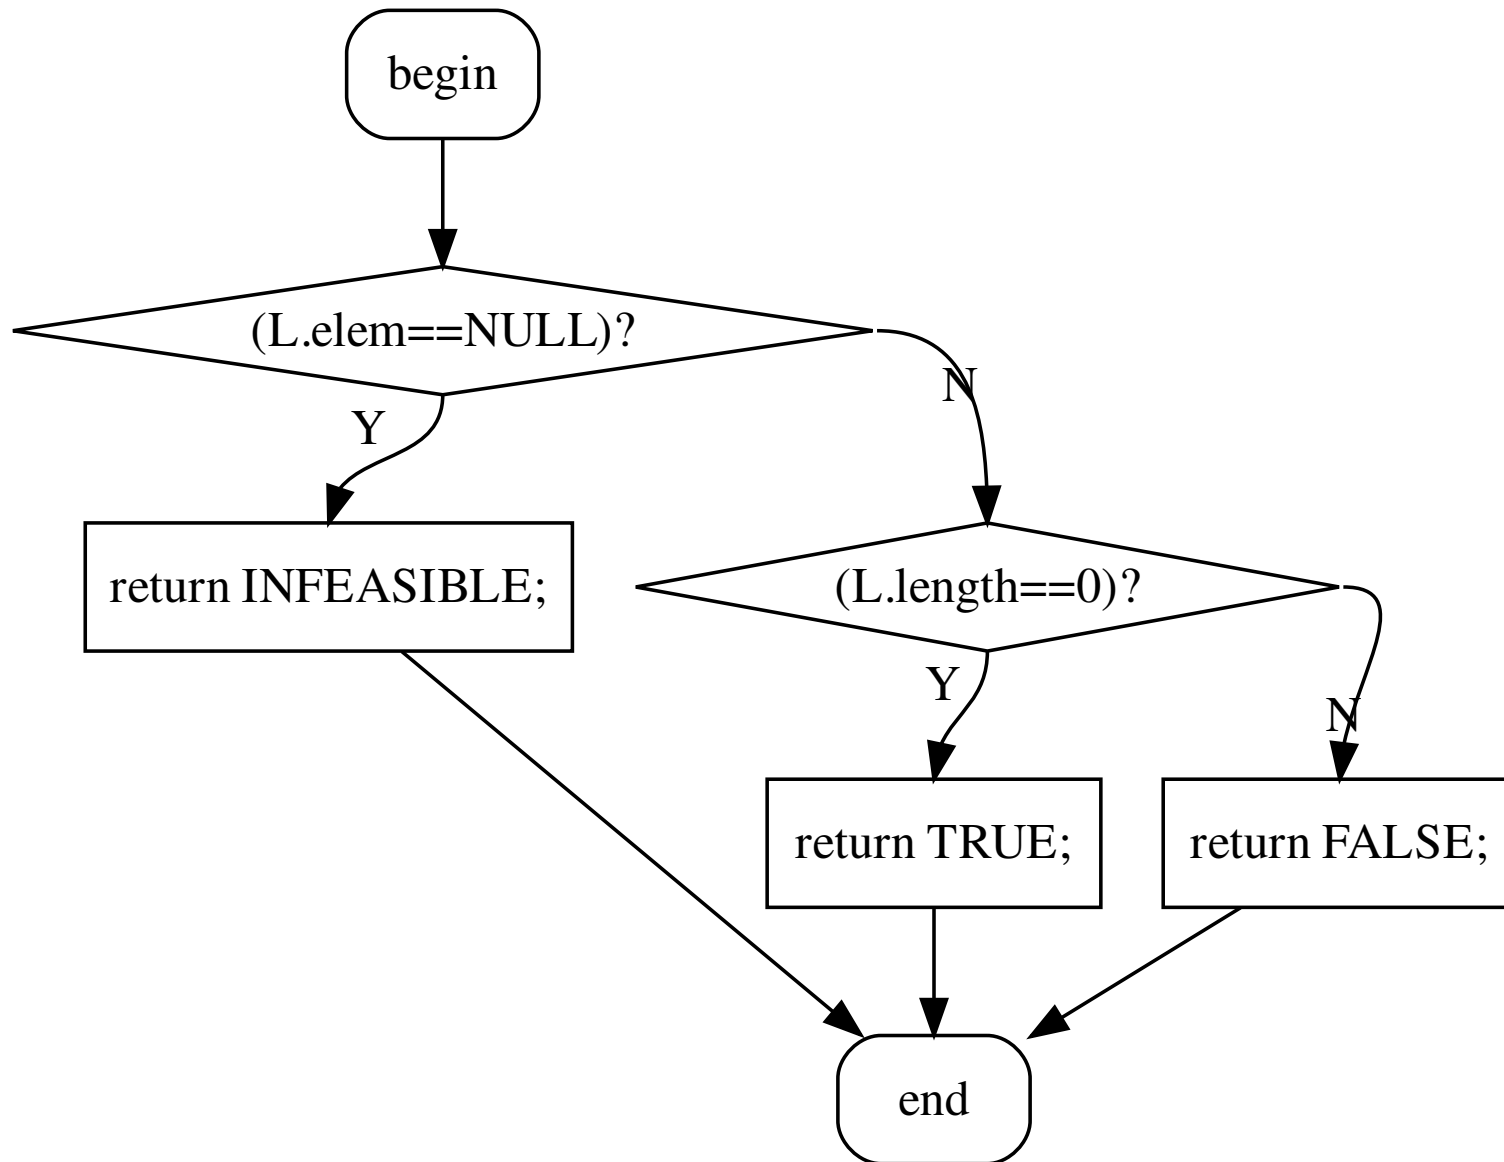 begin
(L.elem==NULL)?
N
Y
return INFEASIBLE;
(L.length==0)?
Y
N
return TRUE;
return FALSE;
end